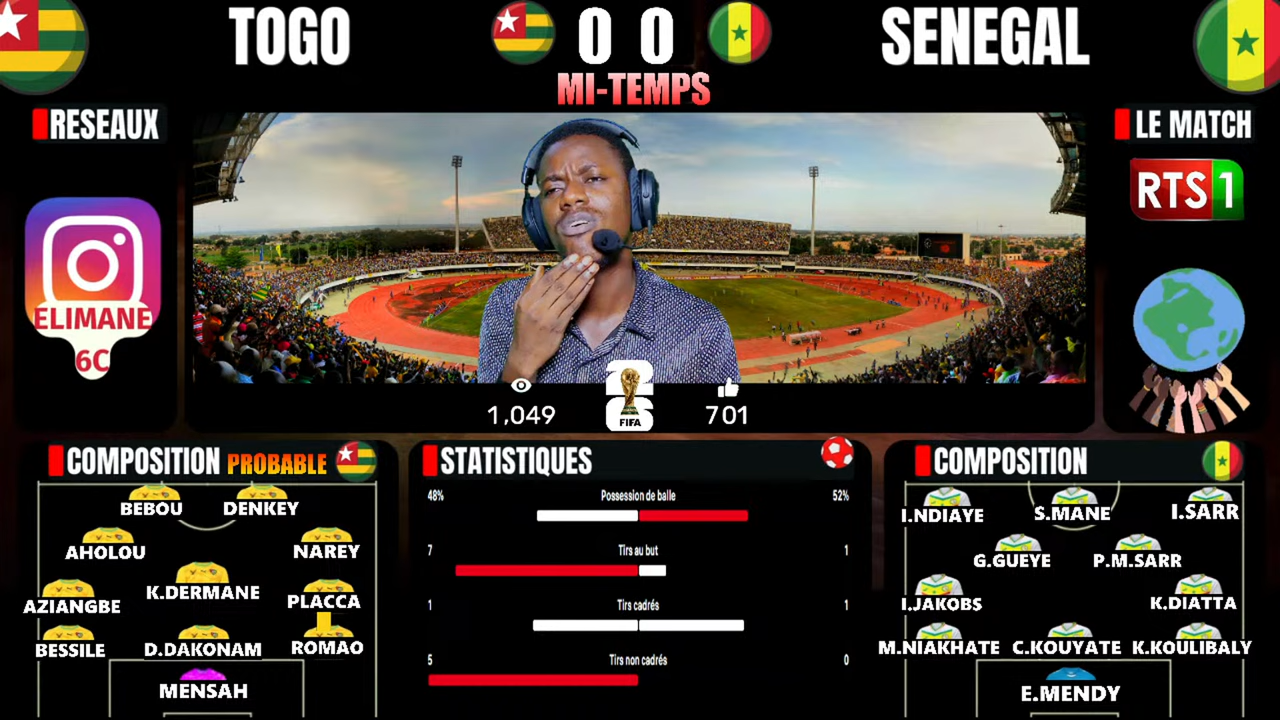 TOGO
0 0
SENEGAL
MI-TEMPS
RESEAUX
LE MATCH
RTS 1
ELIMANE
6C
1,049
701
26
FIFA
COMPOSITION PROBABLE
BEBOU DENKEY
AHOLOU NAREY
K.DERMANE
AZIANGBE PLACCA
BESSILE D.DAKONAM ROMAO
MENSAH
STATISTIQUES
48% Possession de balle 52%
7 Tirs au but 1
1 Tirs cadrés 1
5 Tirs non cadrés 0
COMPOSITION
I.NDIAYE S.MANE I.SARR
G.GUEYE P.M.SARR
I.JAKOBS K.DIATTA
M.NIAKHATE C.KOUYATE K.KOULIBALY
E.MENDY